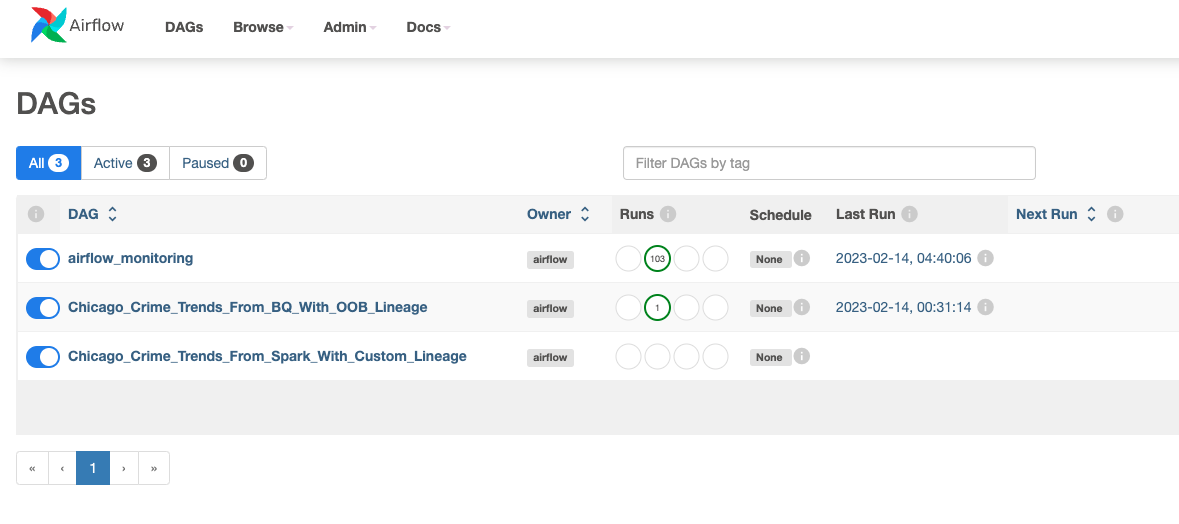 Airflow DAGs Browse Admin Docs
DAGs
All 3 Active 3 Paused 0 Filter DAGs by tag
i DAG Owner Runs i Schedule Last Run i Next Run i
airflow_monitoring airflow 103 None i 2023-02-14, 04:40:06 i
Chicago_Crime_Trends_From_BQ_With_OOB_Lineage airflow 1 None i 2023-02-14, 00:31:14 i
Chicago_Crime_Trends_From_Spark_With_Custom_Lineage airflow None i
« ‹ 1 › »